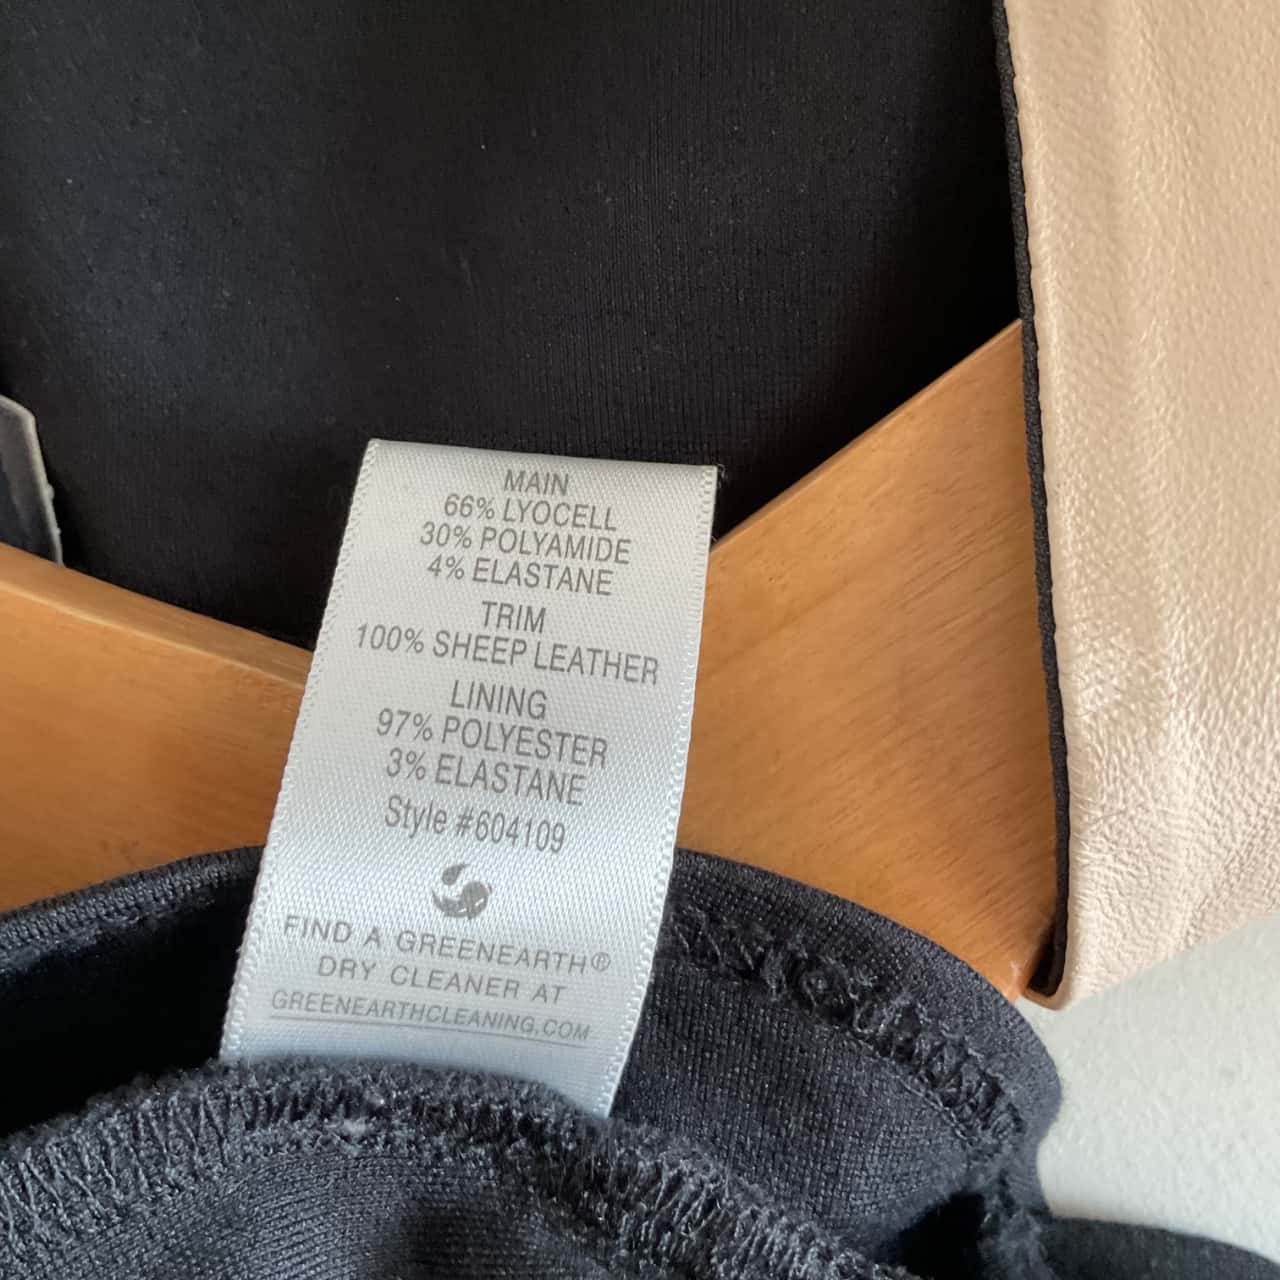 MAIN
66% LYOCELL
30% POLYAMIDE
4% ELASTANE
TRIM
100% SHEEP LEATHER
LINING
97% POLYESTER
3% ELASTANE
Style #604109
FIND A GREENEARTH®
DRY CLEANER AT
GREENEARTHCLEANING.COM